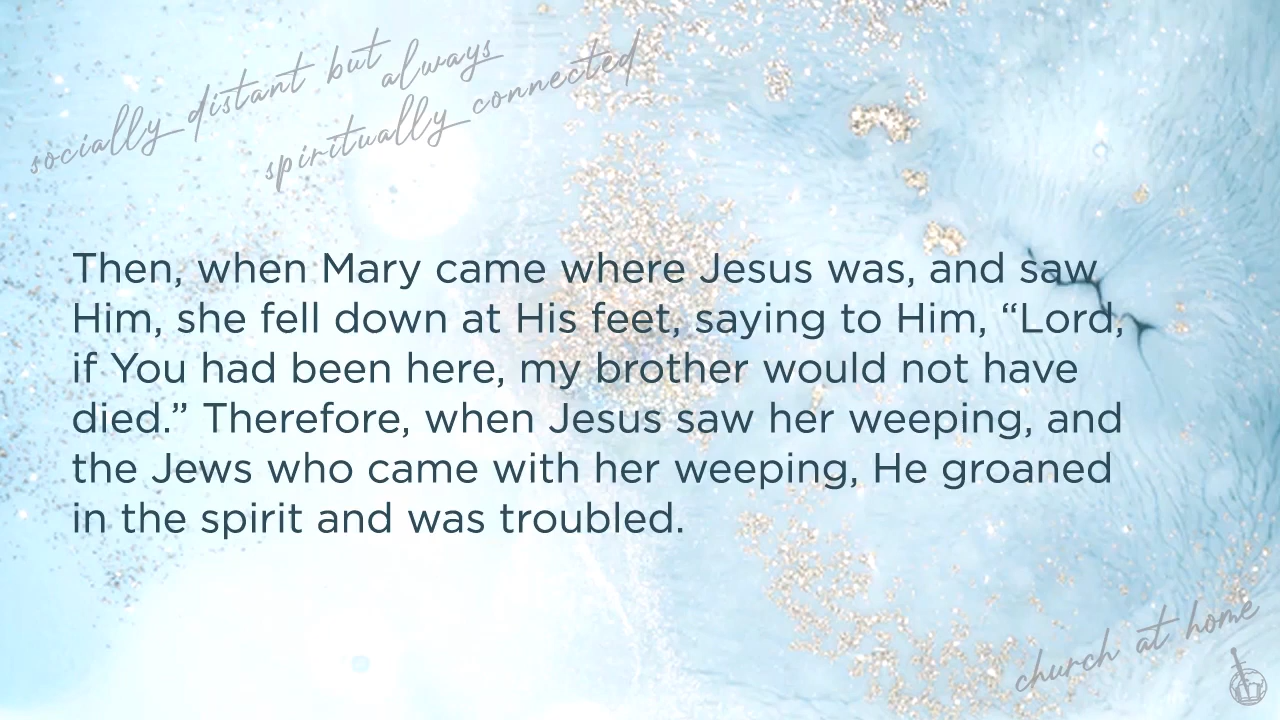 socially distant but always
spiritually connected
Then, when Mary came where Jesus was, and saw
Him, she fell down at His feet, saying to Him, “Lord,
if You had been here, my brother would not have
died.” Therefore, when Jesus saw her weeping, and
the Jews who came with her weeping, He groaned
in the spirit and was troubled.
church at home